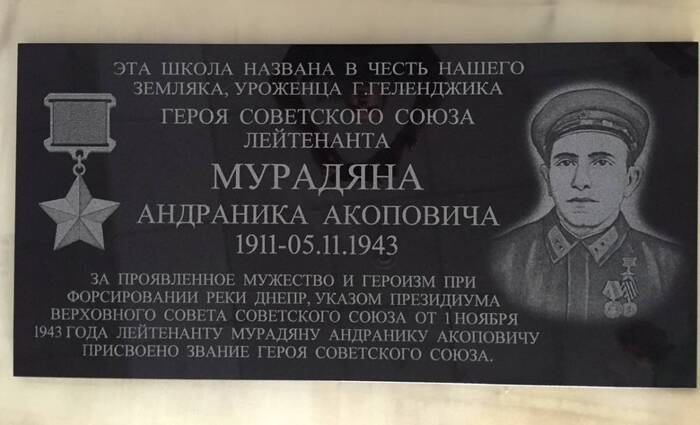 ЭТА ШКОЛА НАЗВАНА В ЧЕСТЬ НАШЕГО
ЗЕМЛЯКА, УРОЖЕНЦА Г.ГЕЛЕНДЖИКА
ГЕРОЯ СОВЕТСКОГО СОЮЗА
ЛЕЙТЕНАНТА
МУРАДЯНА
АНДРАНИКА АКОПОВИЧА
1911-05.11.1943
ЗА ПРОЯВЛЕННОЕ МУЖЕСТВО И ГЕРОИЗМ ПРИ
ФОРСИРОВАНИИ РЕКИ ДНЕПР, УКАЗОМ ПРЕЗИДИУМА
ВЕРХОВНОГО СОВЕТА СОВЕТСКОГО СОЮЗА ОТ 1 НОЯБРЯ
1943 ГОДА ЛЕЙТЕНАНТУ МУРАДЯНУ АНДРАНИКУ АКОПОВИЧУ
ПРИСВОЕНО ЗВАНИЕ ГЕРОЯ СОВЕТСКОГО СОЮЗА.